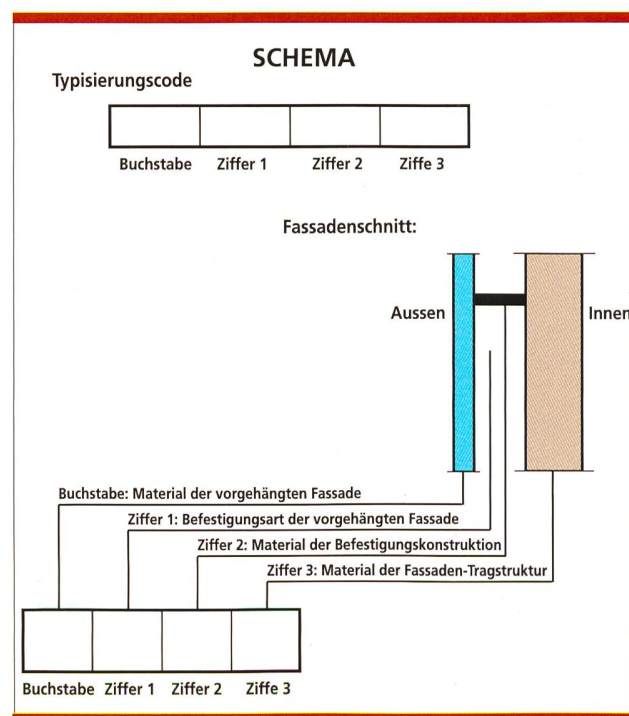 SCHEMA
Typisierungscode
Buchstabe Ziffer 1 Ziffer 2 Ziffe 3
Fassadenschnitt:
Aussen Innen
Buchstabe: Material der vorgehängten Fassade
Ziffer 1: Befestigungsart der vorgehängten Fassade
Ziffer 2: Material der Befestigungskonstruktion
Ziffer 3: Material der Fassaden-Tragstruktur
Buchstabe Ziffer 1 Ziffer 2 Ziffe 3